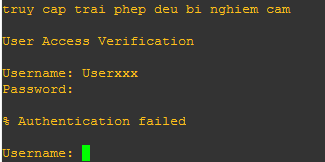 truy cap trai phep deu bi nghiem cam
User Access Verification
Username: Userxxx
Password:
% Authentication failed
Username: